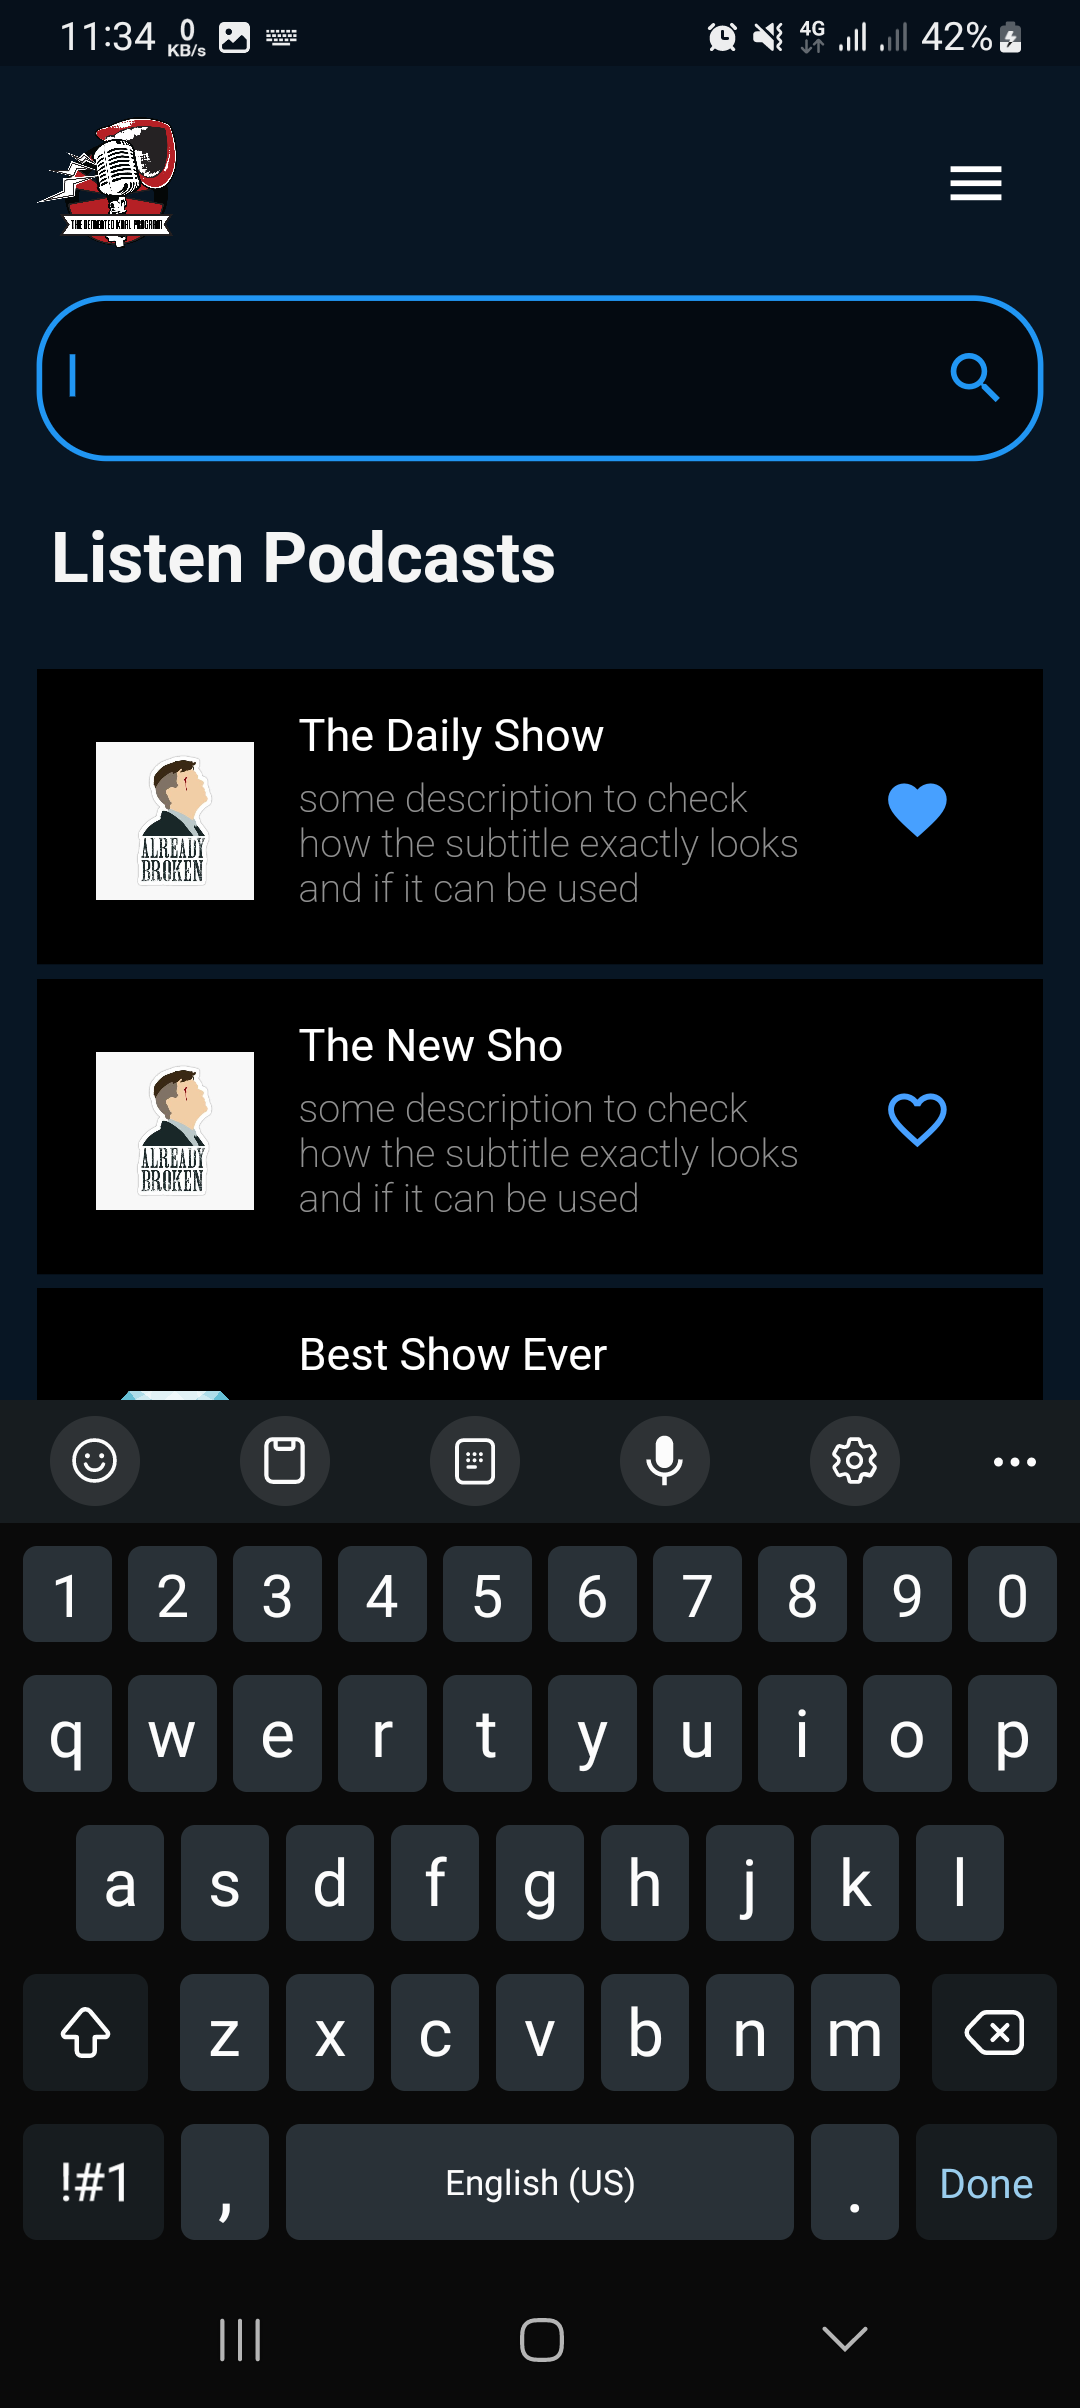 11:34 0 KB/s 4G 42%
THE DEMENTED KOAL PROGRAM
Listen Podcasts
The Daily Show
some description to check
how the subtitle exactly looks
and if it can be used
ALREADY
BROKEN
The New Sho
some description to check
how the subtitle exactly looks
and if it can be used
ALREADY
BROKEN
Best Show Ever
1 2 3 4 5 6 7 8 9 0
q w e r t y u i o p
a s d f g h j k l
z x c v b n m
!#1 , English (US) . Done